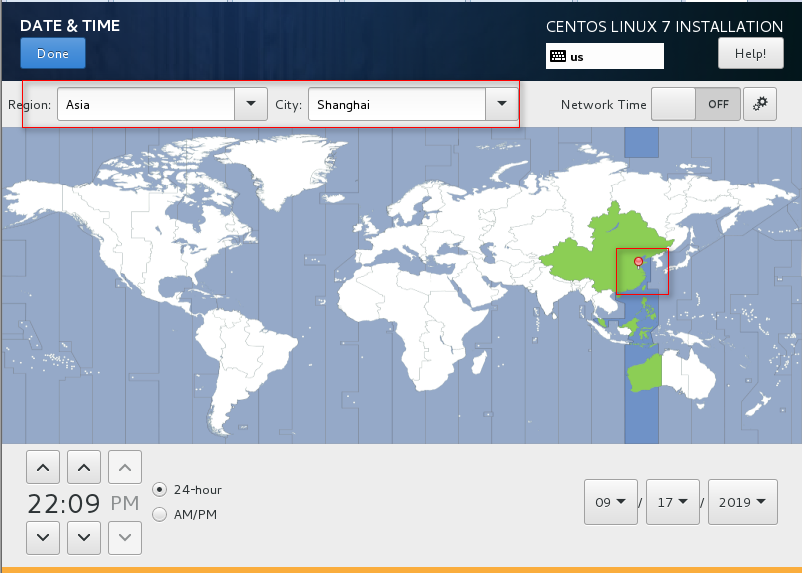 DATE & TIME
CENTOS LINUX 7 INSTALLATION
Done
us
Help!
Region: Asia City: Shanghai Network Time OFF
22:09 PM
24-hour
AM/PM
09 / 17 / 2019